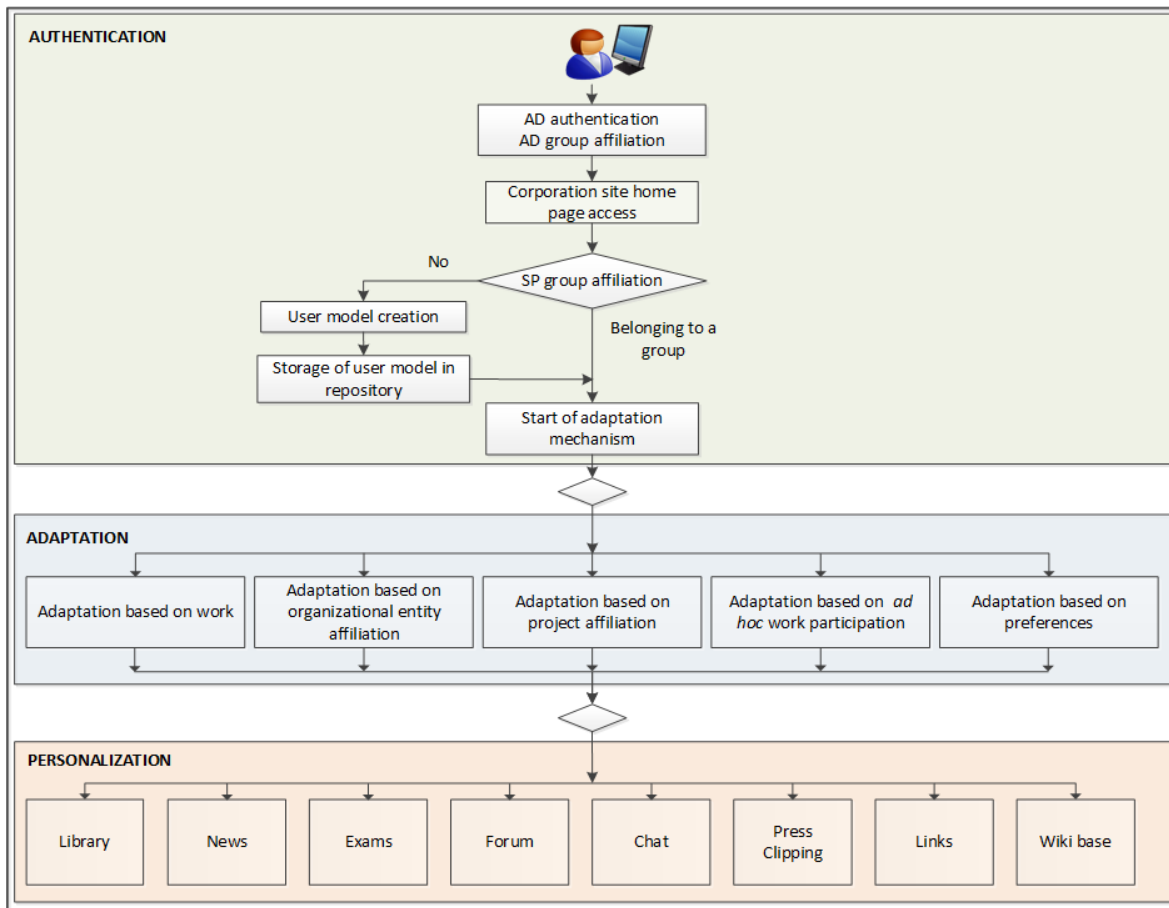 AUTHENTICATION
AD authentication
AD group affiliation
Corporation site home
page access
No
SP group affiliation
User model creation
Belonging to a
group
Storage of user model in
repository
Start of adaptation
mechanism
ADAPTATION
Adaptation based on work
Adaptation based on
organizational entity
affiliation
Adaptation based on
project affiliation
Adaptation based on ad
hoc work participation
Adaptation based on
preferences
PERSONALIZATION
Library
News
Exams
Forum
Chat
Press
Clipping
Links
Wiki base